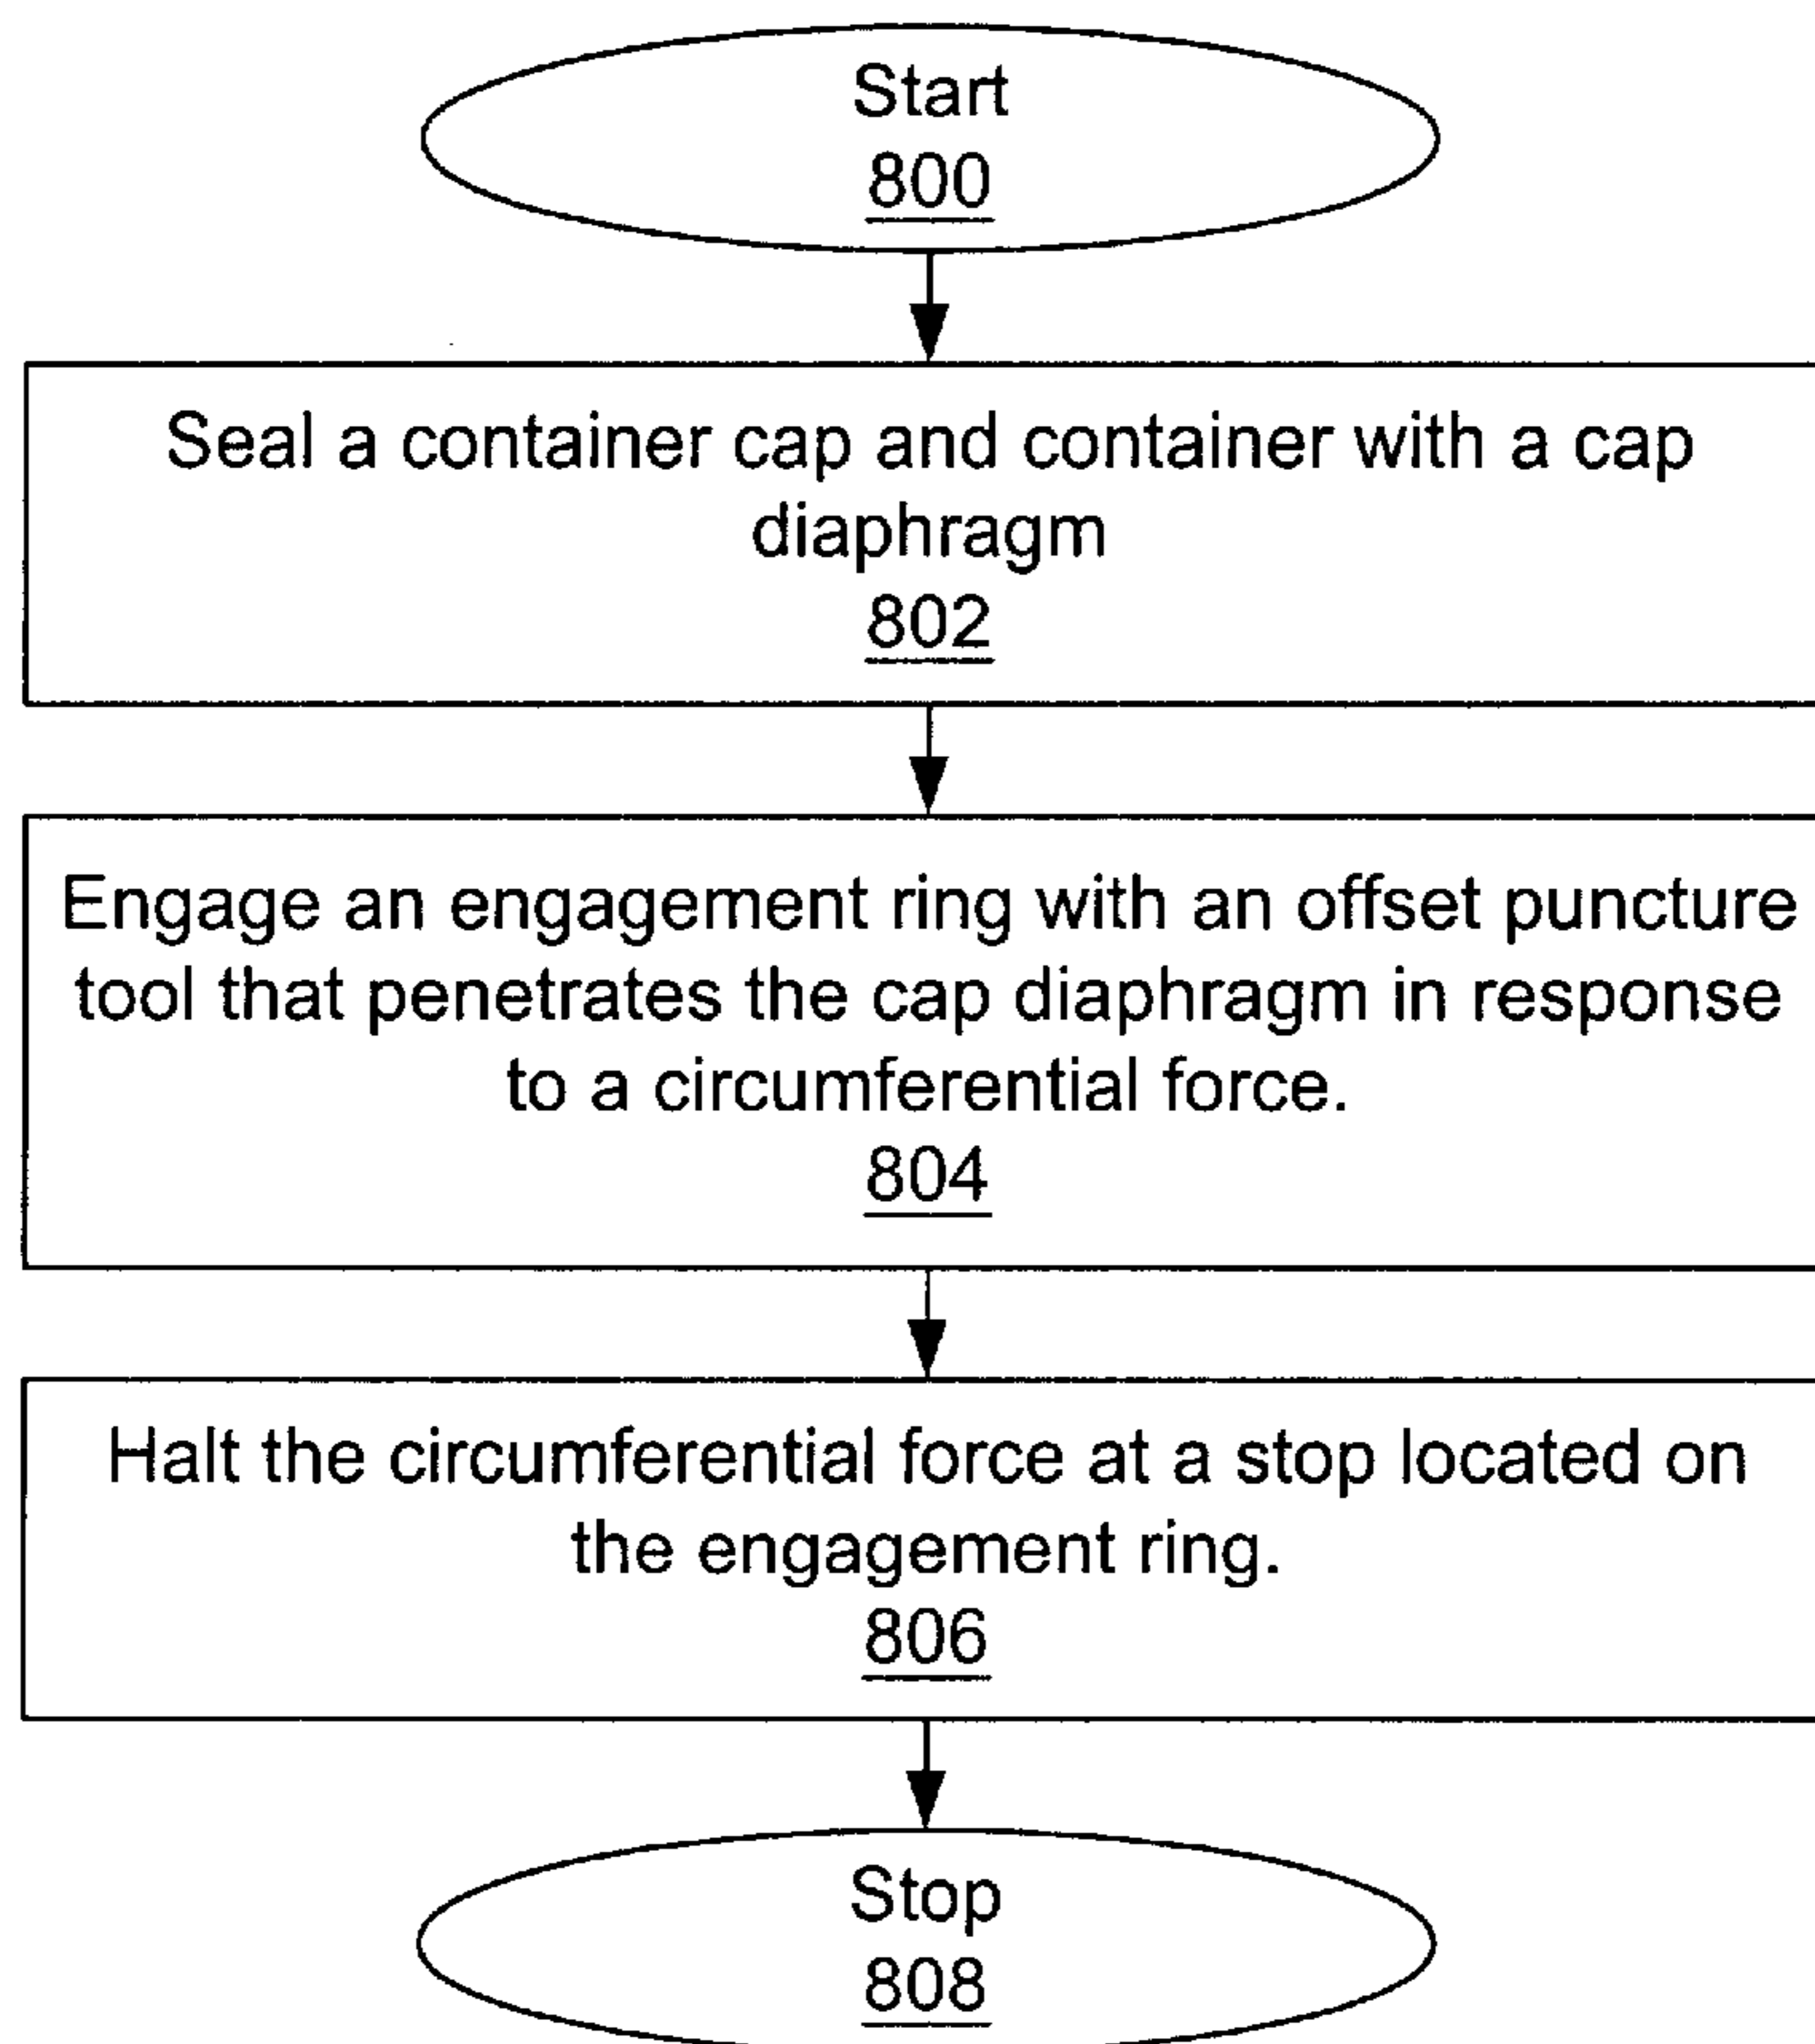 Start
800
Seal a container cap and container with a cap
diaphragm
802
Engage an engagement ring with an offset puncture
tool that penetrates the cap diaphragm in response
to a circumferential force.
804
Halt the circumferential force at a stop located on
the engagement ring.
806
Stop
808